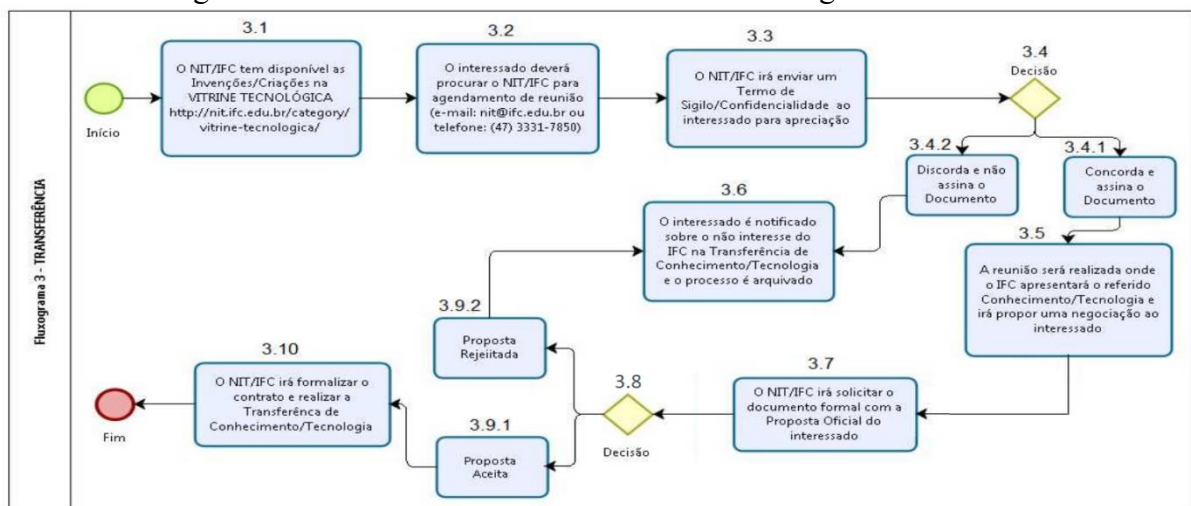 Fluxograma 3 - TRANSFERÊNCIA
Início
3.1
O NIT/IFC tem disponível as
Invenções/Criações na
VITRINE TECNOLÓGICA
http://nit.ifc.edu.br/category/
vitrine-tecnologica/
3.2
O interessado deverá
procurar o NIT/IFC para
agendamento de reunião
(e-mail: nit@ifc.edu.br ou
telefone: (47) 3331-7850)
3.3
O NIT/IFC irá enviar um
Termo de
Sigilo/Confidencialidade ao
interessado para apreciação
3.4
Decisão
3.4.2
Discorda e não
assina o
Documento
3.4.1
Concorda e
assina o
Documento
3.5
A reunião será realizada onde
o IFC apresentará o referido
Conhecimento/Tecnologia e
irá propor uma negociação ao
interessado
3.6
O interessado é notificado
sobre o não interesse do
IFC na Transferência de
Conhecimento/Tecnologia
e o processo é arquivado
3.7
O NIT/IFC irá solicitar o
documento formal com a
Proposta Oficial do
interessado
3.8
Decisão
3.9.2
Proposta
Rejeiitada
3.9.1
Proposta
Aceita
3.10
O NIT/IFC irá formalizar o
contrato e realizar a
Transferênca de
Conhecimento/Tecnologia
Fim